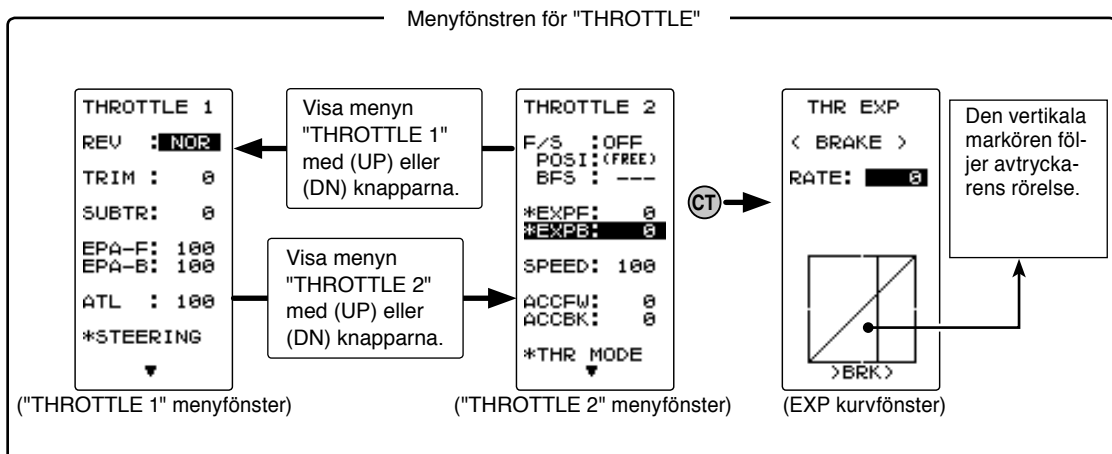 Menyfönstren för "THROTTLE"
THROTTLE 1
REV : NOR
TRIM : 0
SUBTR: 0
EPA-F: 100
EPA-B: 100
ATL : 100
*STEERING
▼
("THROTTLE 1" menyfönster)
Visa menyn
"THROTTLE 1"
med (UP) eller
(DN) knapparna.
Visa menyn
"THROTTLE 2"
med (UP) eller
(DN) knapparna.
THROTTLE 2
F/S :OFF
POSI:(FREE)
BFS : ---
*EXPF: 0
*EXPB: 0
SPEED: 100
ACCFW: 0
ACCBK: 0
*THR MODE
▼
("THROTTLE 2" menyfönster)
CT
THR EXP
< BRAKE >
RATE: 0
>BRK>
(EXP kurvfönster)
Den vertikala
markören föl-
jer avtrycka-
rens rörelse.